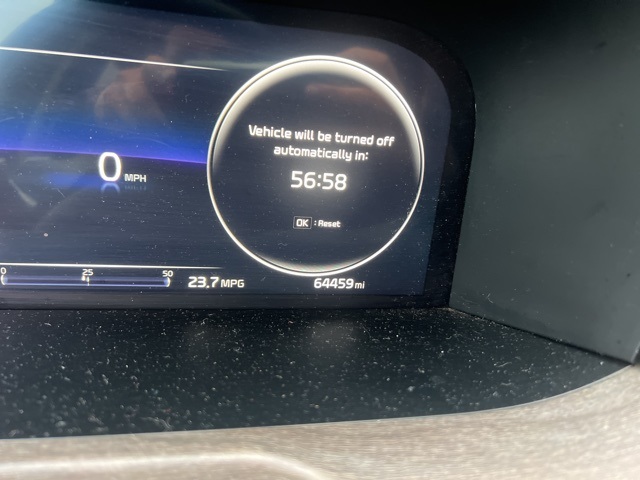 Vehicle will be turned off
automatically in:
56:58
OK : Reset
0 MPH
0 25 50
23.7 MPG
64459 mi